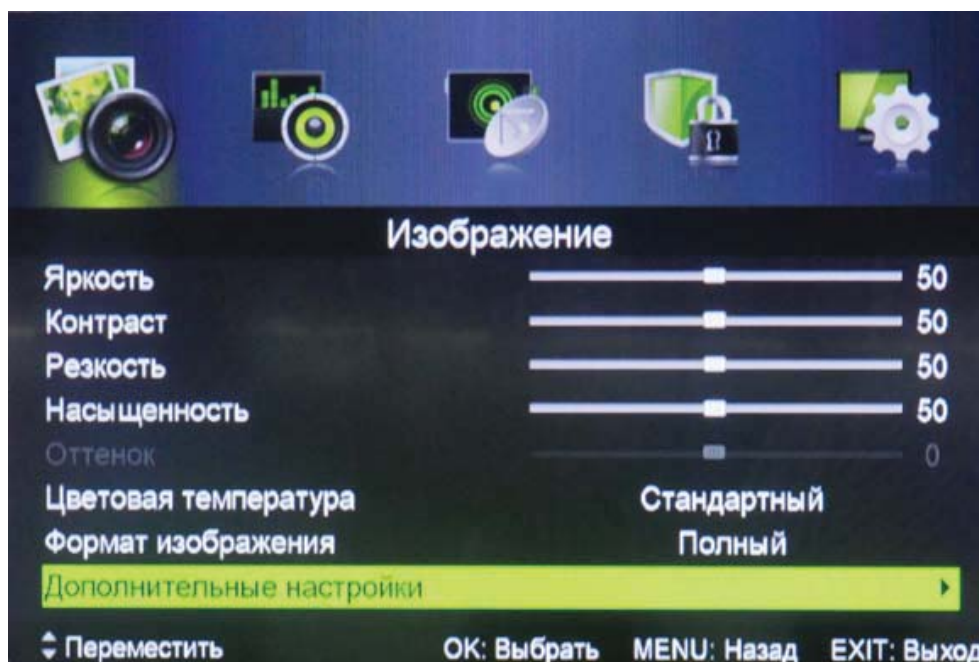 Изображение
Яркость 50
Контраст 50
Резкость 50
Насыщенность 50
Оттенок 0
Цветовая температура Стандартный
Формат изображения Полный
Дополнительные настройки
Переместить OK: Выбрать MENU: Назад EXIT: Выход